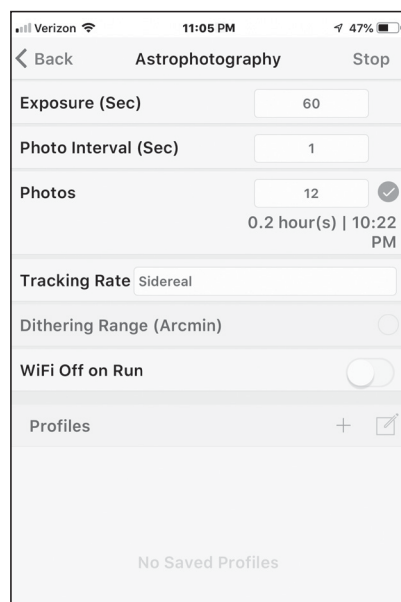 Verizon 11:05 PM 47%
Back Astrophotography Stop
Exposure (Sec) 60
Photo Interval (Sec) 1
Photos 12
0.2 hour(s) | 10:22
PM
Tracking Rate Sidereal
Dithering Range (Arcmin)
WiFi Off on Run
Profiles +
No Saved Profiles